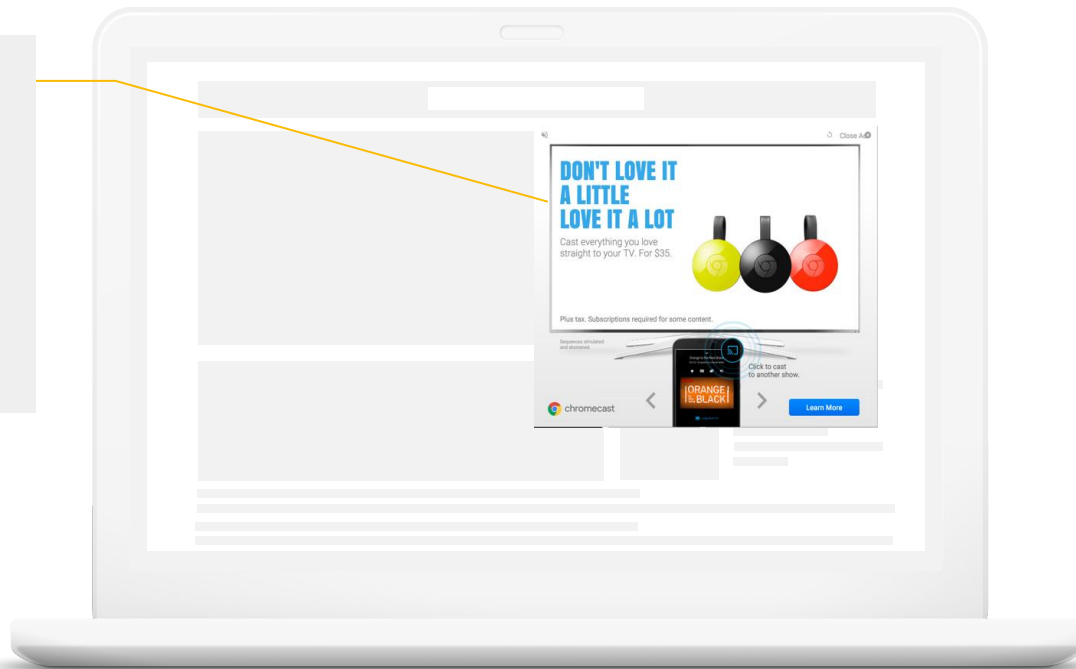 Close Ad
DON'T LOVE IT
A LITTLE
LOVE IT A LOT
Cast everything you love
straight to your TV. For $35.
Plus tax. Subscriptions required for some content.
Sequences simulated
and shortened.
Click to cast
to another show.
ORANGE
BLACK
chromecast
Learn More